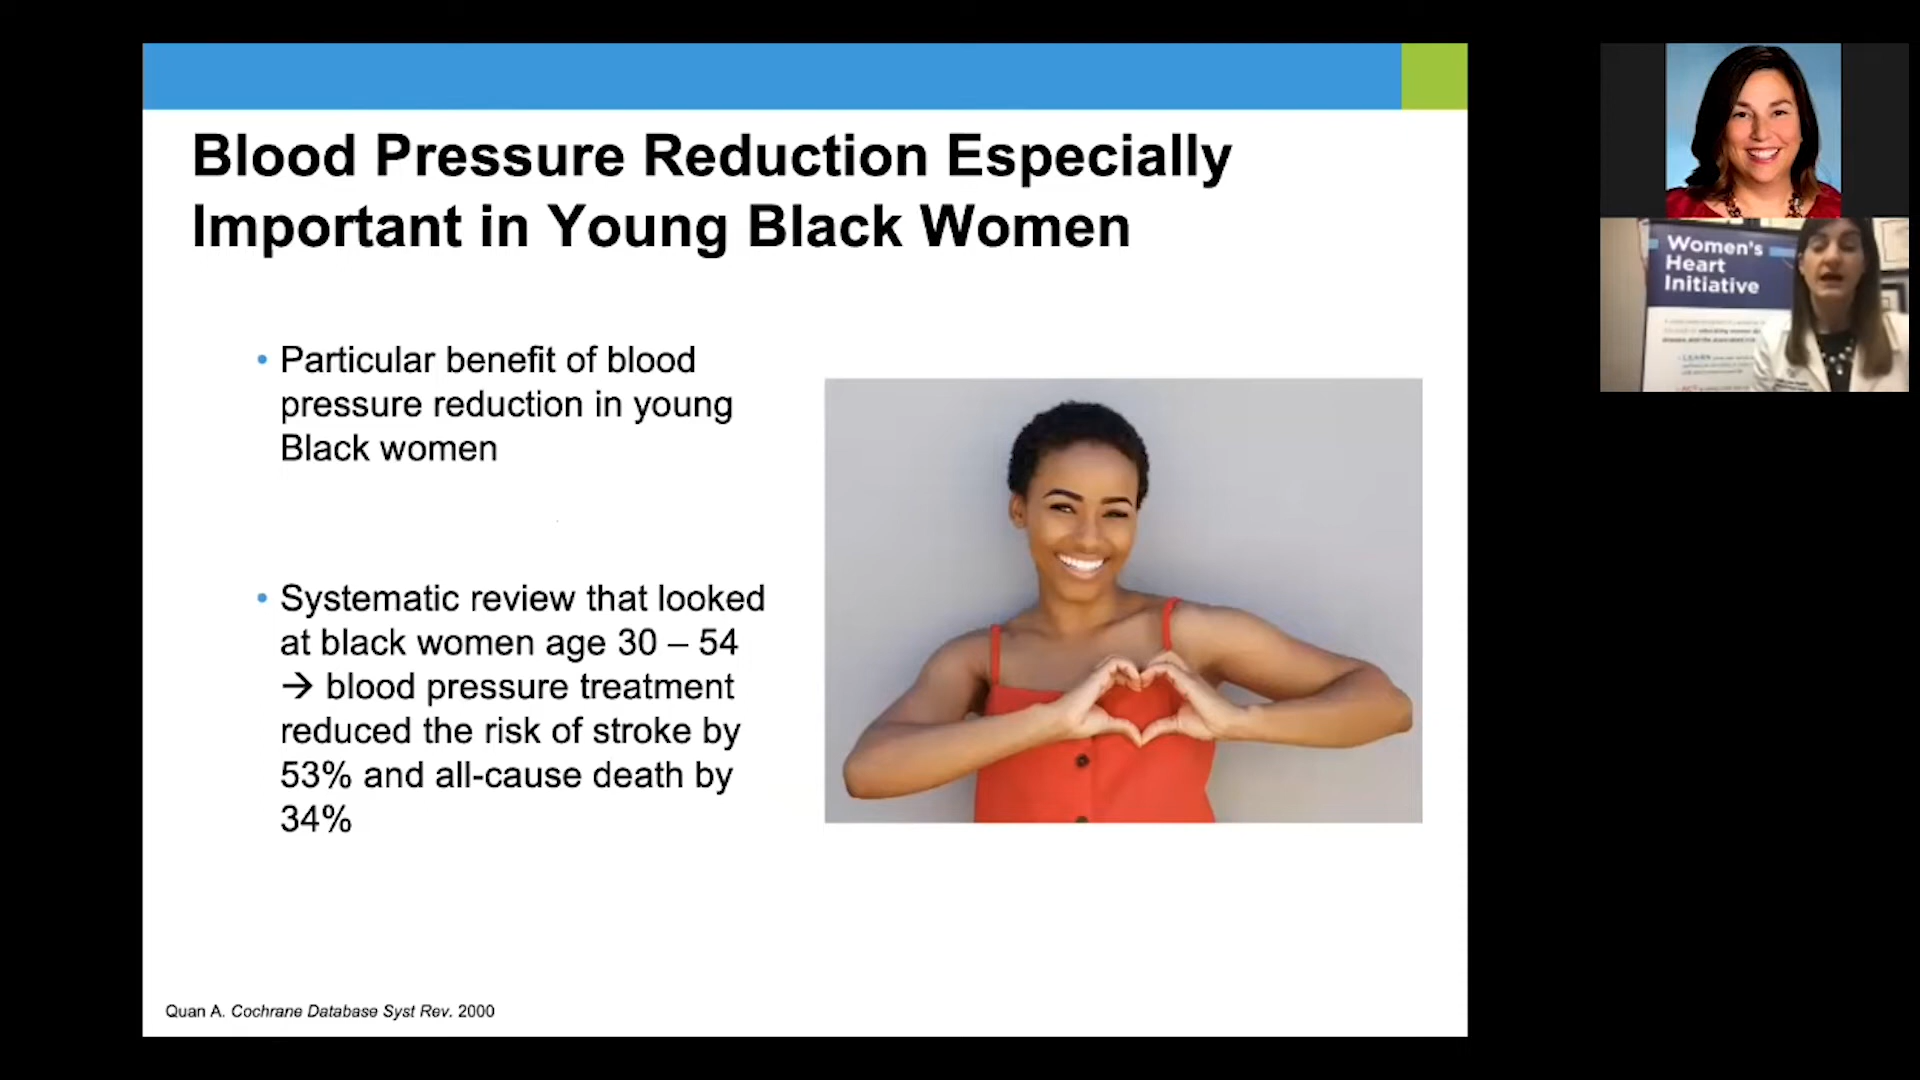 Blood Pressure Reduction Especially
Important in Young Black Women
• Particular benefit of blood
pressure reduction in young
Black women
• Systematic review that looked
at black women age 30 – 54
→ blood pressure treatment
reduced the risk of stroke by
53% and all-cause death by
34%
Quan A. Cochrane Database Syst Rev. 2000
Women's
Heart
Initiative
LEARN
ACT